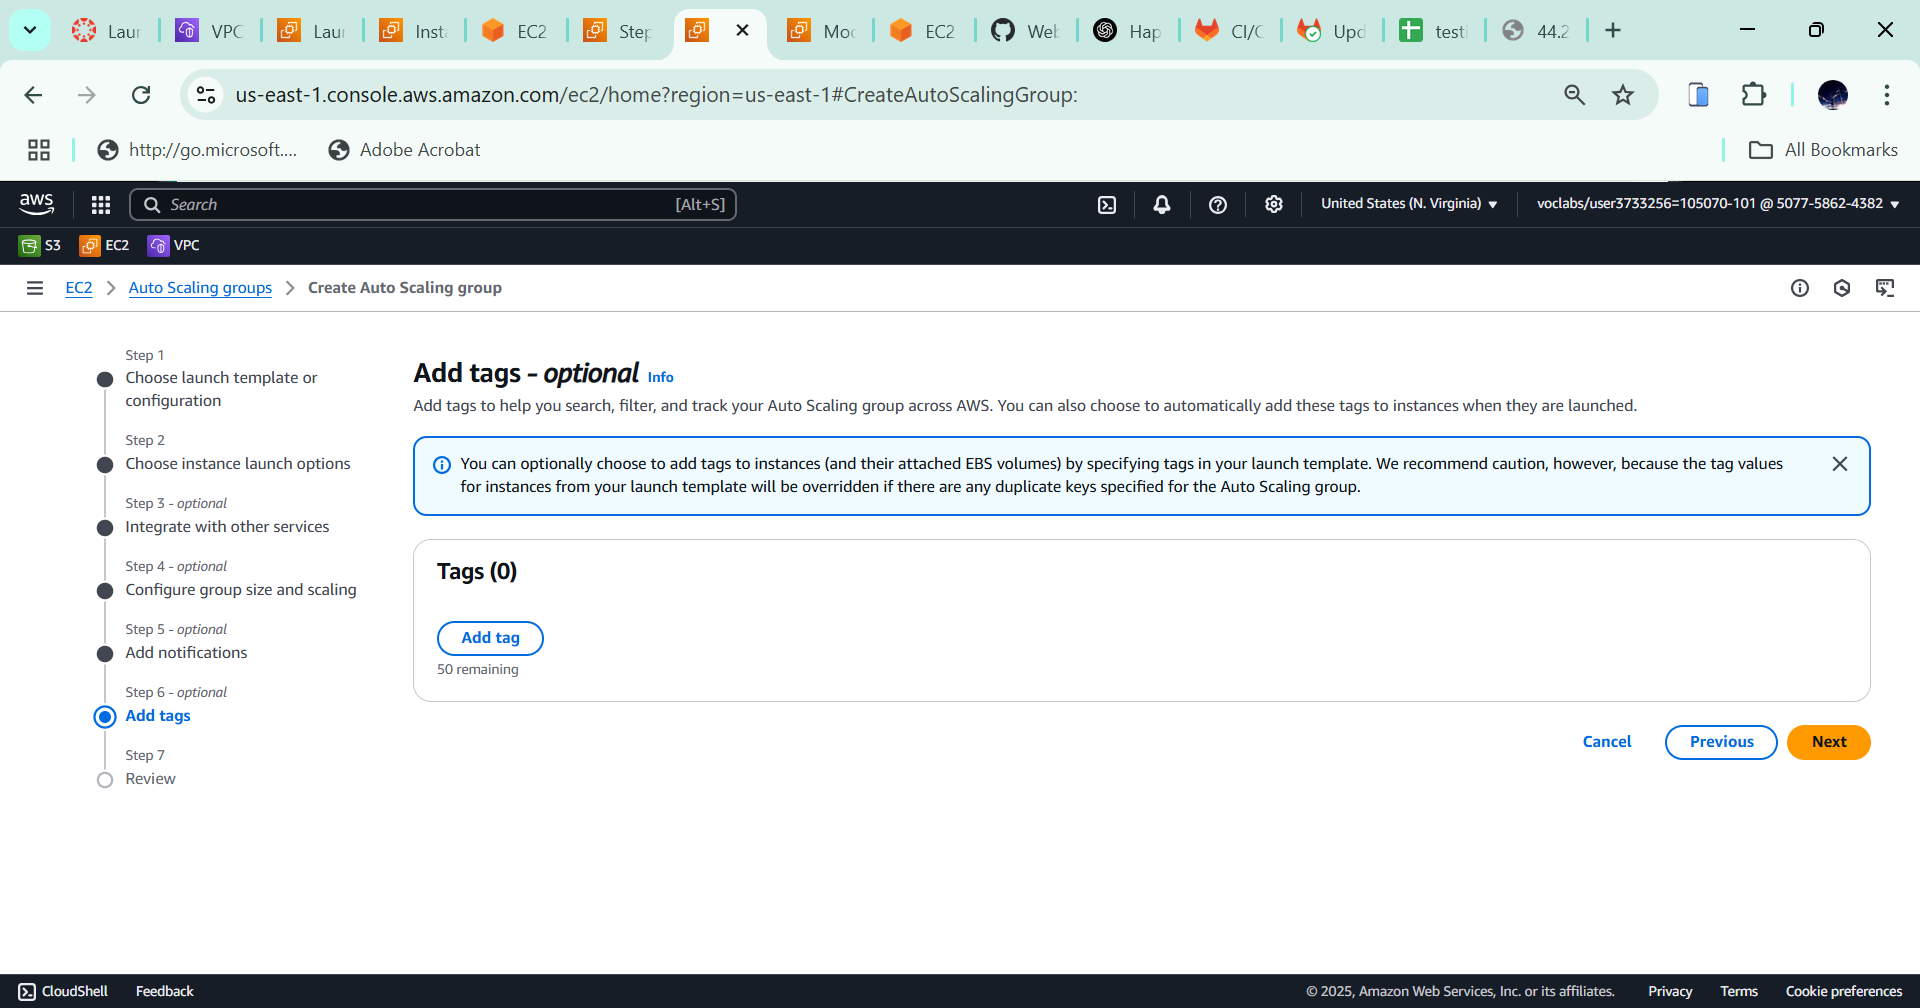 Laun
VPC
Laun
Insta
EC2
Step
Mod
EC2
Web
Hap
CI/C
Upd
testi
44.2
us-east-1.console.aws.amazon.com/ec2/home?region=us-east-1#CreateAutoScalingGroup:
http://go.microsoft....
Adobe Acrobat
All Bookmarks
aws
Search
[Alt+S]
United States (N. Virginia)
voclabs/user3733256=105070-101 @ 5077-5862-4382
S3
EC2
VPC
EC2
Auto Scaling groups
Create Auto Scaling group
Step 1
Choose launch template or
configuration
Step 2
Choose instance launch options
Step 3 - optional
Integrate with other services
Step 4 - optional
Configure group size and scaling
Step 5 - optional
Add notifications
Step 6 - optional
Add tags
Step 7
Review
Add tags - optional Info
Add tags to help you search, filter, and track your Auto Scaling group across AWS. You can also choose to automatically add these tags to instances when they are launched.
You can optionally choose to add tags to instances (and their attached EBS volumes) by specifying tags in your launch template. We recommend caution, however, because the tag values
for instances from your launch template will be overridden if there are any duplicate keys specified for the Auto Scaling group.
Tags (0)
Add tag
50 remaining
Cancel
Previous
Next
CloudShell
Feedback
© 2025, Amazon Web Services, Inc. or its affiliates.
Privacy
Terms
Cookie preferences